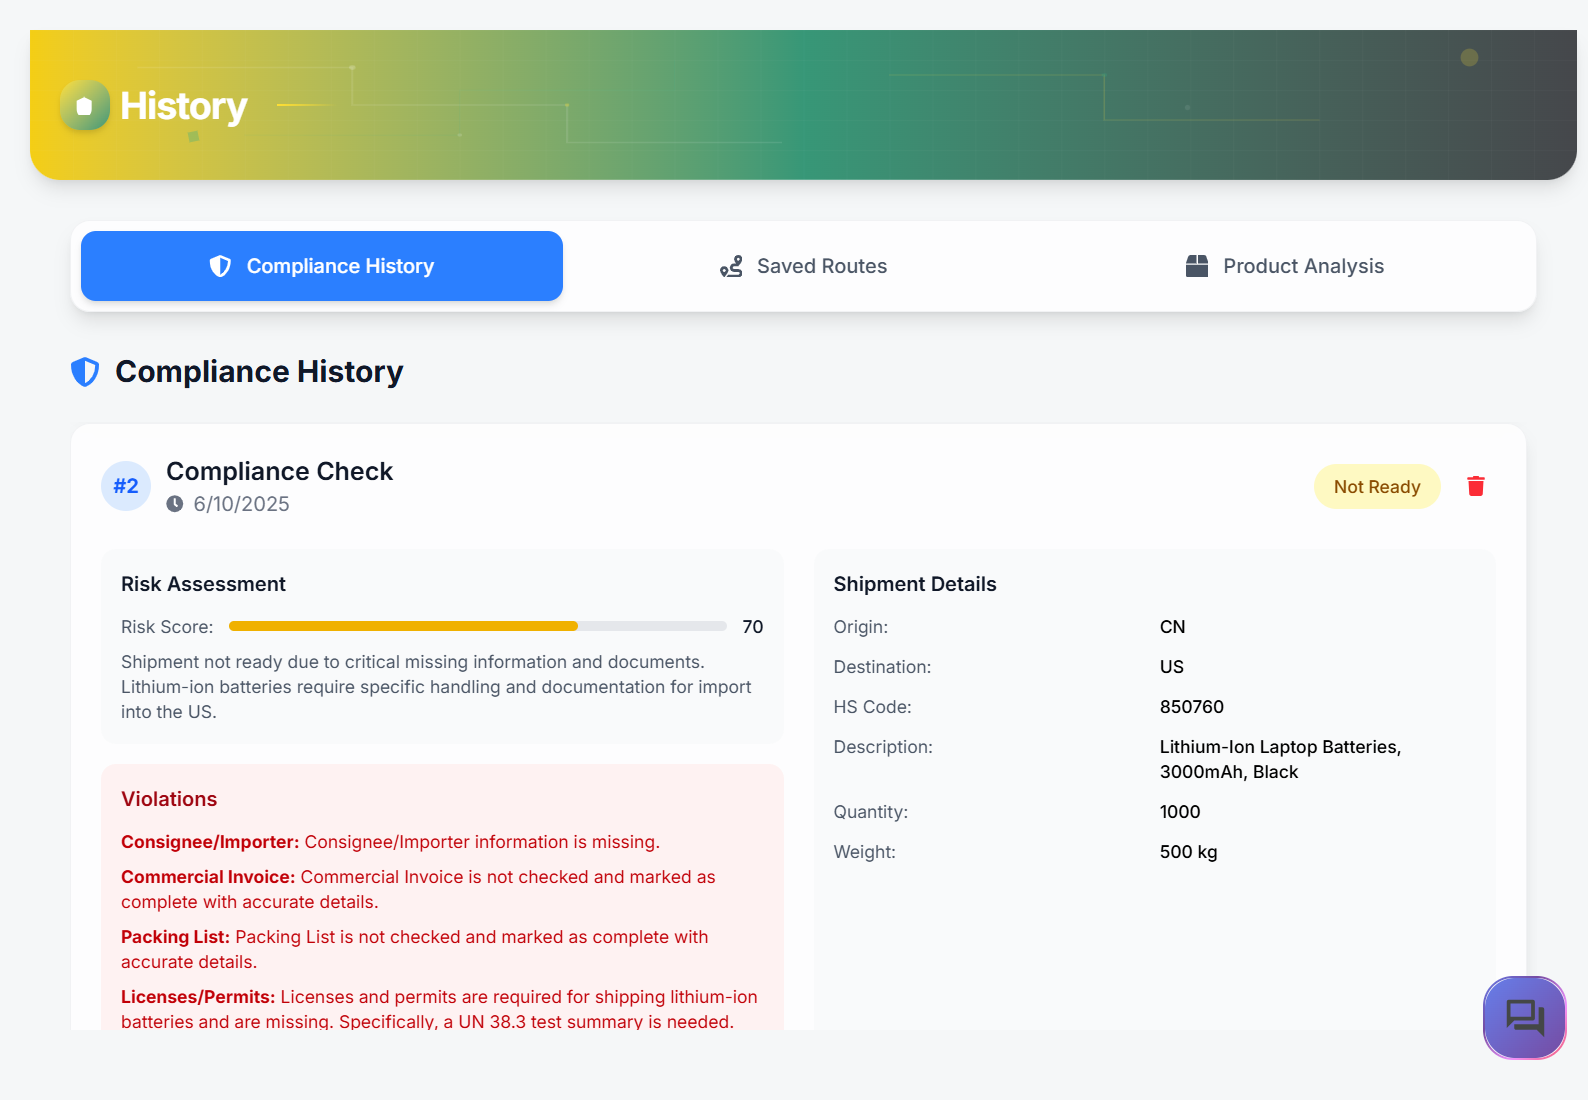 History
Compliance History
Saved Routes
Product Analysis
Compliance History
#2
Compliance Check
6/10/2025
Not Ready
Risk Assessment
Risk Score:
70
Shipment not ready due to critical missing information and documents.
Lithium-ion batteries require specific handling and documentation for import
into the US.
Violations
Consignee/Importer: Consignee/Importer information is missing.
Commercial Invoice: Commercial Invoice is not checked and marked as
complete with accurate details.
Packing List: Packing List is not checked and marked as complete with
accurate details.
Licenses/Permits: Licenses and permits are required for shipping lithium-ion
batteries and are missing. Specifically, a UN 38.3 test summary is needed.
Shipment Details
Origin: CN
Destination: US
HS Code: 850760
Description: Lithium-Ion Laptop Batteries,
3000mAh, Black
Quantity: 1000
Weight: 500 kg